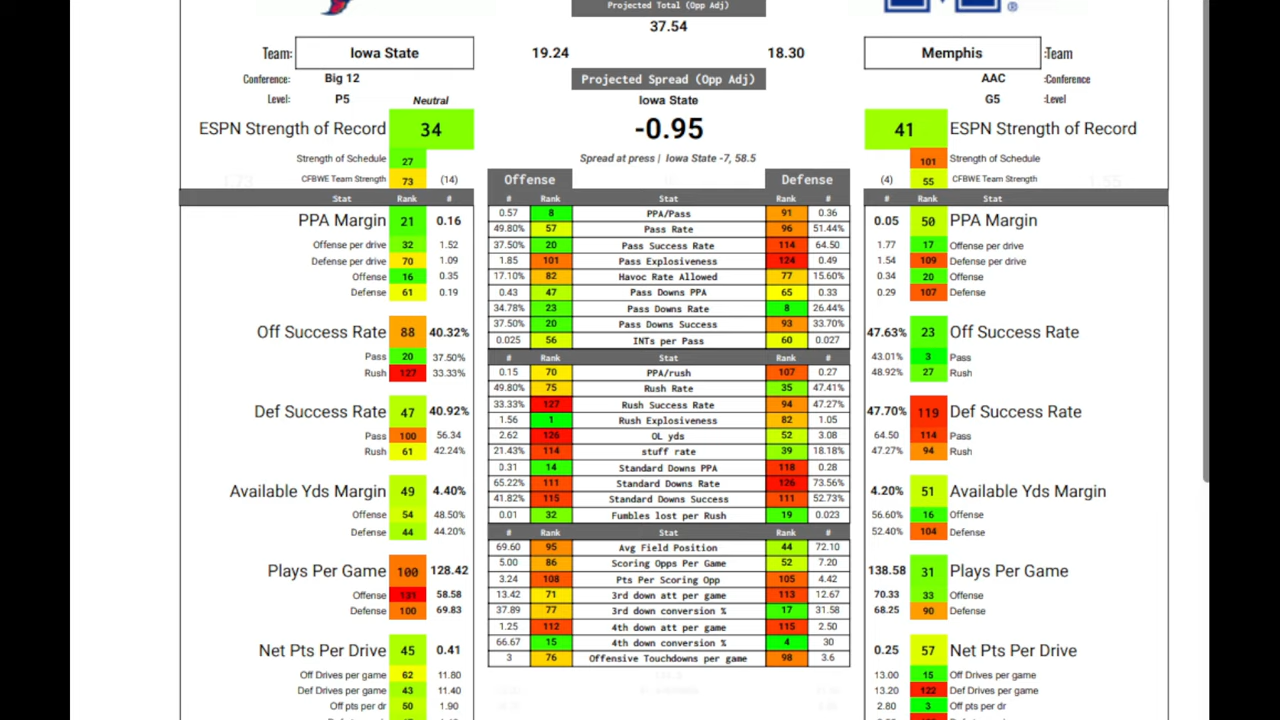 Projected Total (Opp Adj)
®
37.54
Team: Iowa State 19.24 18.30 Memphis :Team
Conference: Big 12 Projected Spread (Opp Adj) AAC :Conference
Level: P5 Neutral Iowa State G5 :Level
ESPN Strength of Record 34 -0.95 41 ESPN Strength of Record
Strength of Schedule 27 Spread at press | Iowa State -7, 58.5 101 Strength of Schedule
CFBWE Team Strength 73 (14) Offense Defense (4) 55 CFBWE Team Strength
Stat Rank # # Rank Stat
# Rank Stat Rank #
PPA Margin 21 0.16 0.05 50 PPA Margin
Offense per drive 32 1.52 1.77 17 Offense per drive
Defense per drive 70 1.09 1.54 109 Defense per drive
Offense 16 0.35 0.34 20 Offense
Defense 61 0.19 0.29 107 Defense
0.57 8 PPA/Pass 91 0.36
49.80% 57 Pass Rate 96 51.44%
37.50% 20 Pass Success Rate 114 64.50
1.85 101 Pass Explosiveness 124 0.49
17.10% 82 Havoc Rate Allowed 77 15.60%
0.43 47 Pass Downs PPA 65 0.33
34.78% 23 Pass Downs Rate 8 26.44%
37.50% 20 Pass Downs Success 93 33.70%
0.025 56 INTs per Pass 60 0.027
Off Success Rate 88 40.32% 47.63% 23 Off Success Rate
Pass 20 37.50% 43.01% 3 Pass
Rush 127 33.33% 48.92% 27 Rush
# Rank Stat Rank #
0.15 70 PPA/rush 107 0.27
49.80% 75 Rush Rate 35 47.41%
33.33% 127 Rush Success Rate 94 47.27%
1.56 1 Rush Explosiveness 82 1.05
2.62 126 OL yds 52 3.08
21.43% 114 stuff rate 39 18.18%
0.31 14 Standard Downs PPA 118 0.28
65.22% 111 Standard Downs Rate 126 73.56%
41.82% 115 Standard Downs Success 111 52.73%
0.01 32 Fumbles lost per Rush 19 0.023
Def Success Rate 47 40.92% 47.70% 119 Def Success Rate
Pass 100 56.34 64.50 114 Pass
Rush 61 42.24% 47.27% 94 Rush
Available Yds Margin 49 4.40% 4.20% 51 Available Yds Margin
Offense 54 48.50% 56.60% 16 Offense
Defense 44 44.20% 52.40% 104 Defense
# Rank Stat Rank #
69.60 95 Avg Field Position 44 72.10
5.00 86 Scoring Opps Per Game 52 7.20
3.24 108 Pts Per Scoring Opp 105 4.42
13.42 71 3rd down att per game 113 12.67
37.89 77 3rd down conversion % 17 31.58
1.25 112 4th down att per game 115 2.50
66.67 15 4th down conversion % 4 30
3 76 Offensive Touchdowns per game 98 3.6
Plays Per Game 100 128.42 138.58 31 Plays Per Game
Offense 131 58.58 70.33 33 Offense
Defense 100 69.83 68.25 90 Defense
Net Pts Per Drive 45 0.41 0.25 57 Net Pts Per Drive
Off Drives per game 62 11.80 13.00 15 Off Drives per game
Def Drives per game 43 11.40 13.20 122 Def Drives per game
Off pts per dr 50 1.90 2.80 3 Off pts per dr